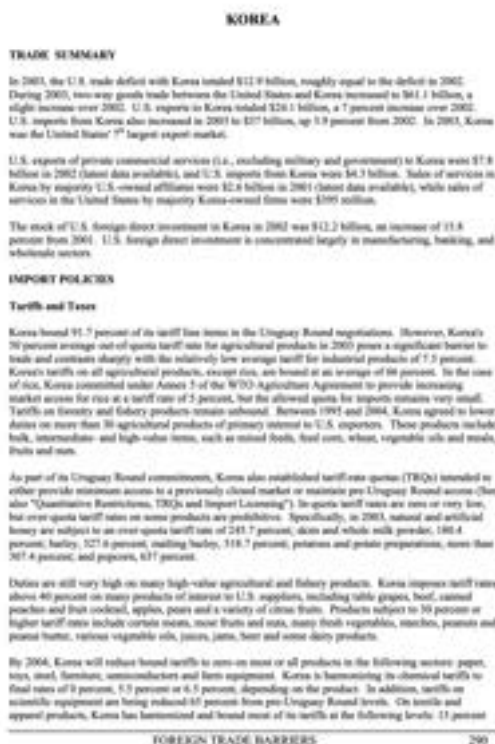 KOREA
TRADE SUMMARY
In 2003, the U.S. trade deficit with Korea totaled $12.9 billion, roughly equal to the deficit in 2002.
During 2003, two-way goods trade between the United States and Korea increased to $61.1 billion, a
slight increase over 2002. U.S. exports to Korea totaled $24.1 billion, a 7 percent increase over 2002.
U.S. imports from Korea also increased in 2003 to $37 billion, up 3.9 percent from 2002. In 2003, Korea
was the United States' 7th largest export market.
U.S. exports of private commercial services (i.e., excluding military and government) to Korea were $7.8
billion in 2002 (latest data available), and U.S. imports from Korea were $4.3 billion. Sales of services in
Korea by majority U.S.-owned affiliates were $2.6 billion in 2001 (latest data available), while sales of
services in the United States by majority Korea-owned firms were $395 million.
The stock of U.S. foreign direct investment in Korea in 2002 was $12.2 billion, an increase of 15.8
percent from 2001. U.S. foreign direct investment is concentrated largely in manufacturing, banking, and
wholesale sectors.
IMPORT POLICIES
Tariffs and Taxes
Korea bound 91.7 percent of its tariff line items in the Uruguay Round negotiations. However, Korea's
50 percent average out-of-quota tariff rate for agricultural products in 2003 poses a significant barrier to
trade and contrasts sharply with the relatively low average tariff for industrial products of 7.5 percent.
Korea's tariffs on all agricultural products, except rice, are bound at an average of 66 percent. In the case
of rice, Korea committed under Annex 5 of the WTO Agriculture Agreement to provide increasing
market access for rice at a tariff rate of 5 percent, but the allowed quota for imports remains very small.
Tariffs on forestry and fishery products remain unbound. Between 1995 and 2004, Korea agreed to lower
duties on more than 30 agricultural products of primary interest to U.S. exporters. These products include
bulk, intermediate- and high-value items, such as mixed feeds, feed corn, wheat, vegetable oils and meals,
fruits and nuts.
As part of its Uruguay Round commitments, Korea also established tariff-rate quotas (TRQs) intended to
either provide minimum access to a previously closed market or maintain pre-Uruguay Round access (See
also "Quantitative Restrictions, TRQs and Import Licensing"). In-quota tariff rates are zero or very low,
but over-quota tariff rates on some products are prohibitive. Specifically, in 2003, natural and artificial
honey are subject to an over-quota tariff rate of 245.7 percent; skim and whole milk powder, 180.4
percent; barley, 327.6 percent; malting barley, 518.7 percent; potatoes and potato preparations, more than
307.4 percent; and popcorn, 637 percent.
Duties are still very high on many high-value agricultural and fishery products. Korea imposes tariff rates
above 40 percent on many products of interest to U.S. suppliers, including table grapes, beef, canned
peaches and fruit cocktail, apples, pears and a variety of citrus fruits. Products subject to 30 percent or
higher tariff rates include certain meats, most fruits and nuts, many fresh vegetables, starches, peanuts and
peanut butter, various vegetable oils, juices, jams, beer and some dairy products.
By 2004, Korea will reduce bound tariffs to zero on most or all products in the following sectors: paper,
toys, steel, furniture, semiconductors and farm equipment. Korea is harmonizing its chemical tariffs to
final rates of 0 percent, 5.5 percent or 6.5 percent, depending on the product. In addition, tariffs on
scientific equipment are being reduced 65 percent from pre-Uruguay Round levels. On textile and
apparel products, Korea has harmonized and bound most of its tariffs at the following levels: 13 percent
FOREIGN TRADE BARRIERS 290